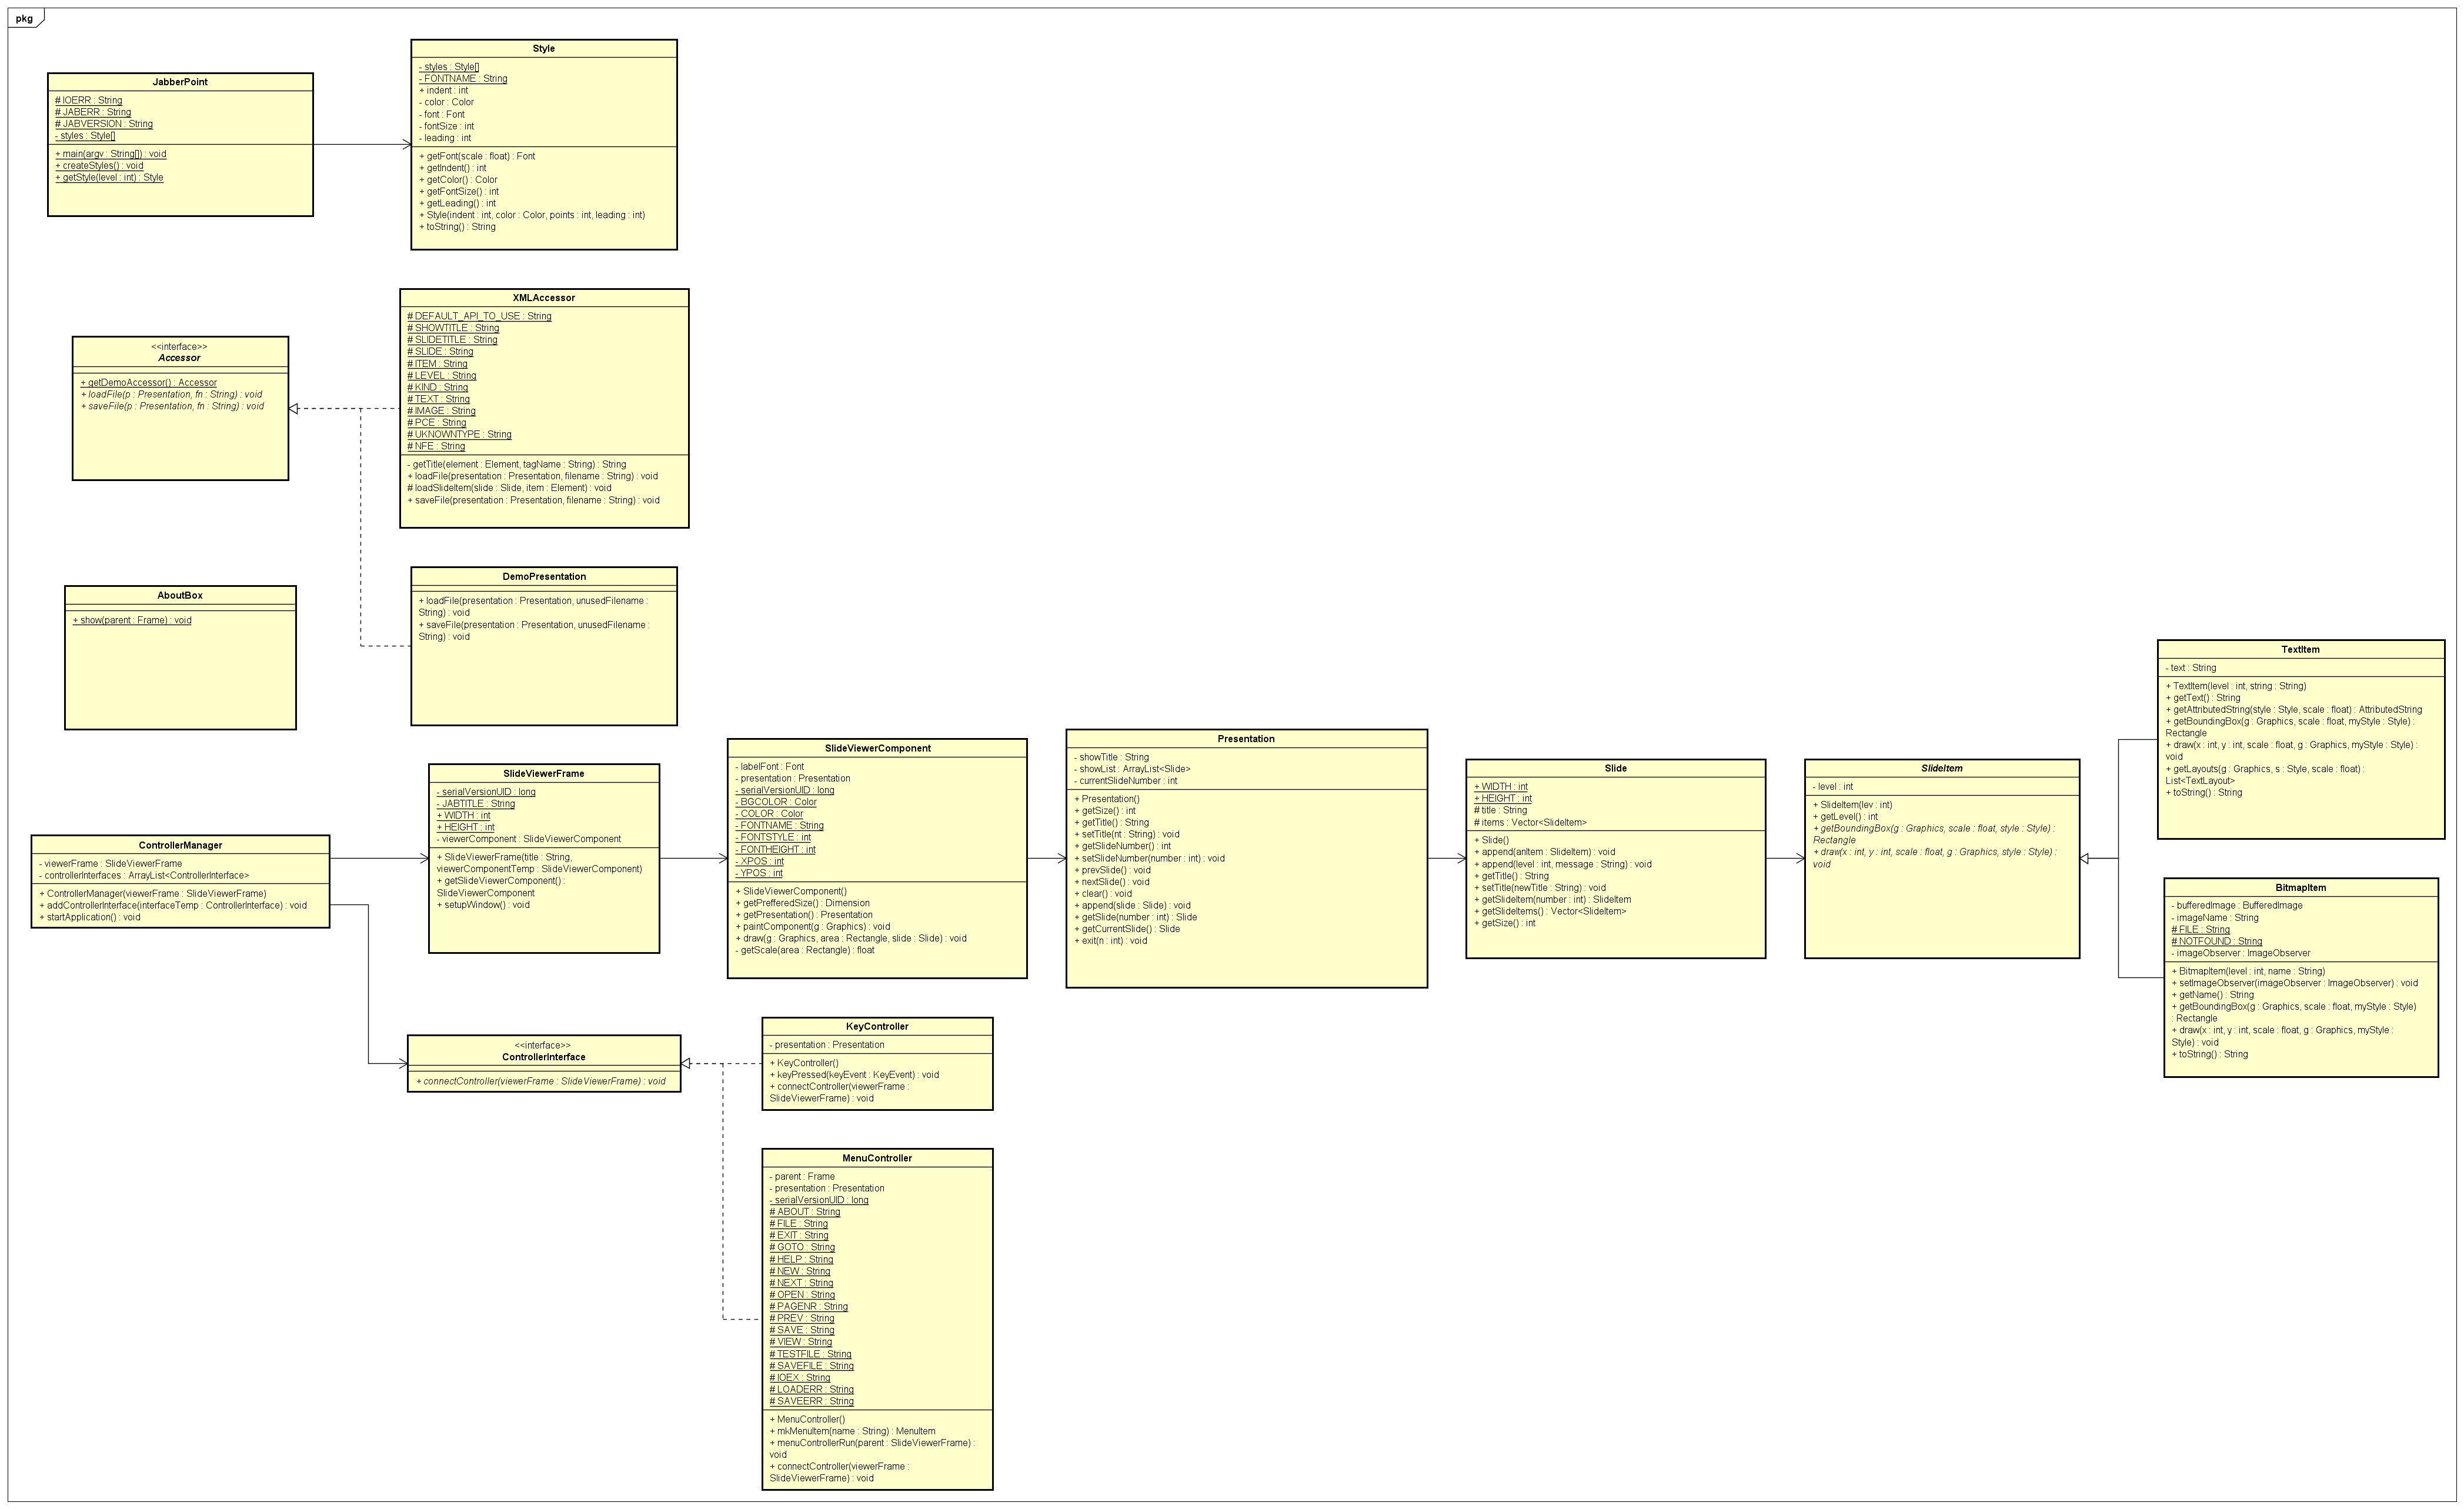 pkg
JabberPoint
# IOERR : String
# JABERR : String
# JABVERSION : String
- styles : Style[]
+ main(argv : String[]) : void
+ createStyles() : void
+ getStyle(level : int) : Style
Style
- styles : Style[]
- FONTNAME : String
+ indent : int
- color : Color
- font : Font
- fontSize : int
- leading : int
+ getFont(scale : float) : Font
+ getIndent() : int
+ getColor() : Color
+ getFontSize() : int
+ getLeading() : int
+ Style(indent : int, color : Color, points : int, leading : int)
+ toString() : String
<<interface>>
Accessor
+ getDemoAccessor() : Accessor
+ loadFile(p : Presentation, fn : String) : void
+ saveFile(p : Presentation, fn : String) : void
XMLAccessor
# DEFAULT_API_TO_USE : String
# SHOWTITLE : String
# SLIDETITLE : String
# SLIDE : String
# ITEM : String
# LEVEL : String
# KIND : String
# TEXT : String
# IMAGE : String
# PCE : String
# UKNOWNTYPE : String
# NFE : String
- getTitle(element : Element, tagName : String) : String
+ loadFile(presentation : Presentation, filename : String) : void
# loadSlideItem(slide : Slide, item : Element) : void
+ saveFile(presentation : Presentation, filename : String) : void
AboutBox
+ show(parent : Frame) : void
DemoPresentation
+ loadFile(presentation : Presentation, unusedFilename :
String) : void
+ saveFile(presentation : Presentation, unusedFilename :
String) : void
ControllerManager
- viewerFrame : SlideViewerFrame
- controllerInterfaces : ArrayList<ControllerInterface>
+ ControllerManager(viewerFrame : SlideViewerFrame)
+ addControllerInterface(interfaceTemp : ControllerInterface) : void
+ startApplication() : void
SlideViewerFrame
- serialVersionUID : long
- JABTITLE : String
+ WIDTH : int
+ HEIGHT : int
- viewerComponent : SlideViewerComponent
+ SlideViewerFrame(title : String,
viewerComponentTemp : SlideViewerComponent)
+ getSlideViewerComponent() :
SlideViewerComponent
+ setupWindow() : void
SlideViewerComponent
- labelFont : Font
- presentation : Presentation
- serialVersionUID : long
- BGCOLOR : Color
- COLOR : Color
- FONTNAME : String
- FONTSTYLE : int
- FONTHEIGHT : int
- XPOS : int
- YPOS : int
+ SlideViewerComponent()
+ getPrefferedSize() : Dimension
+ getPresentation() : Presentation
+ paintComponent(g : Graphics) : void
+ draw(g : Graphics, area : Rectangle, slide : Slide) : void
- getScale(area : Rectangle) : float
Presentation
- showTitle : String
- showList : ArrayList<Slide>
- currentSlideNumber : int
+ Presentation()
+ getSize() : int
+ getTitle() : String
+ setTitle(nt : String) : void
+ getSlideNumber() : int
+ setSlideNumber(number : int) : void
+ prevSlide() : void
+ nextSlide() : void
+ clear() : void
+ append(slide : Slide) : void
+ getSlide(number : int) : Slide
+ getCurrentSlide() : Slide
+ exit(n : int) : void
Slide
+ WIDTH : int
+ HEIGHT : int
# title : String
# items : Vector<SlideItem>
+ Slide()
+ append(anItem : SlideItem) : void
+ append(level : int, message : String) : void
+ getTitle() : String
+ setTitle(newTitle : String) : void
+ getSlideItem(number : int) : SlideItem
+ getSlideItems() : Vector<SlideItem>
+ getSize() : int
SlideItem
- level : int
+ SlideItem(lev : int)
+ getLevel() : int
+ getBoundingBox(g : Graphics, scale : float, style : Style) :
Rectangle
+ draw(x : int, y : int, scale : float, g : Graphics, style : Style) :
void
TextItem
- text : String
+ TextItem(level : int, string : String)
+ getText() : String
+ getAttributedString(style : Style, scale : float) : AttributedString
+ getBoundingBox(g : Graphics, scale : float, myStyle : Style) :
Rectangle
+ draw(x : int, y : int, scale : float, g : Graphics, myStyle : Style) :
void
+ getLayouts(g : Graphics, s : Style, scale : float) :
List<TextLayout>
+ toString() : String
BitmapItem
- bufferedImage : BufferedImage
- imageName : String
# FILE : String
# NOTFOUND : String
- imageObserver : ImageObserver
+ BitmapItem(level : int, name : String)
+ setImageObserver(imageObserver : ImageObserver) : void
+ getName() : String
+ getBoundingBox(g : Graphics, scale : float, myStyle : Style)
: Rectangle
+ draw(x : int, y : int, scale : float, g : Graphics, myStyle :
Style) : void
+ toString() : String
<<interface>>
ControllerInterface
+ connectController(viewerFrame : SlideViewerFrame) : void
KeyController
- presentation : Presentation
+ KeyController()
+ keyPressed(keyEvent : KeyEvent) : void
+ connectController(viewerFrame :
SlideViewerFrame) : void
MenuController
- parent : Frame
- presentation : Presentation
- serialVersionUID : long
# ABOUT : String
# FILE : String
# EXIT : String
# GOTO : String
# HELP : String
# NEW : String
# NEXT : String
# OPEN : String
# PAGENR : String
# PREV : String
# SAVE : String
# VIEW : String
# TESTFILE : String
# SAVEFILE : String
# IOEX : String
# LOADERR : String
# SAVEERR : String
+ MenuController()
+ mkMenuItem(name : String) : MenuItem
+ menuControllerRun(parent : SlideViewerFrame) :
void
+ connectController(viewerFrame :
SlideViewerFrame) : void